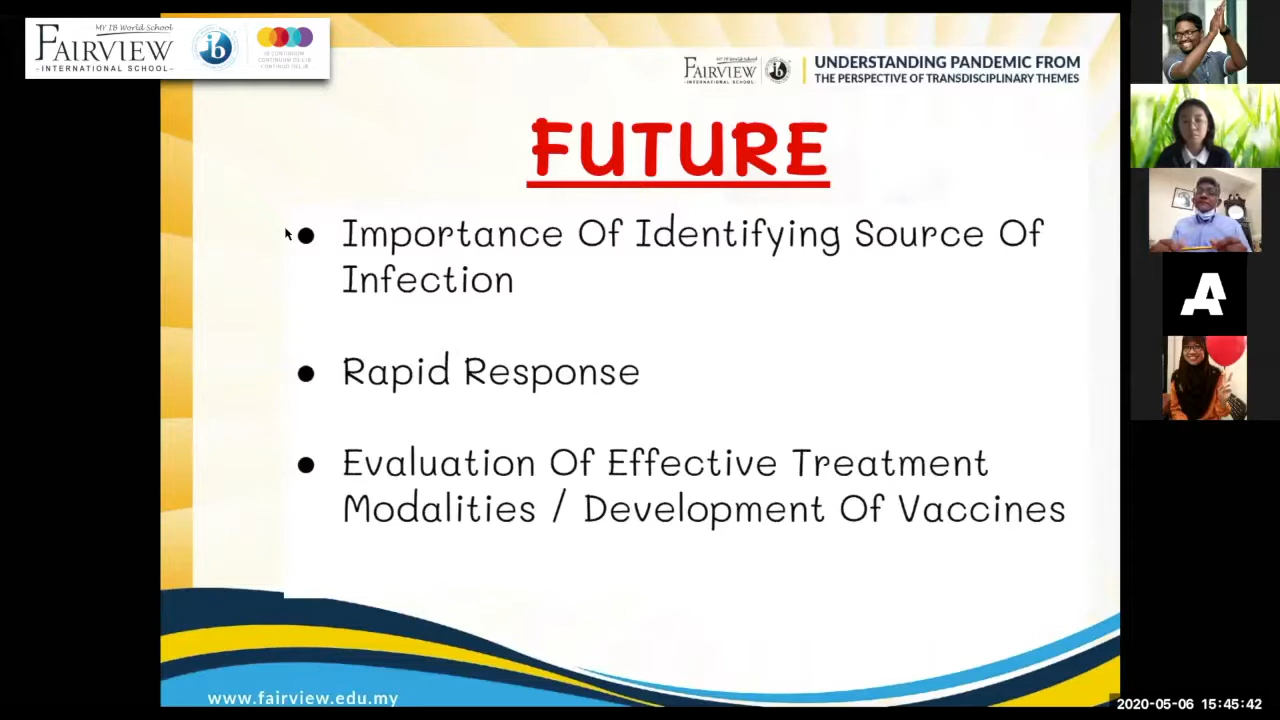 MY IB World School
FAIRVIEW
INTERNATIONAL SCHOOL
ib
IB CONTINUUM
CONTINUUM DE L'IB
CONTINUO DEL IB
FAIRVIEW
INTERNATIONAL SCHOOL
UNDERSTANDING PANDEMIC FROM
THE PERSPECTIVE OF TRANSDISCIPLINARY THEMES
FUTURE
● Importance Of Identifying Source Of
Infection
● Rapid Response
● Evaluation Of Effective Treatment
Modalities / Development Of Vaccines
www.fairview.edu.my
A
2020-05-06 15:45:42